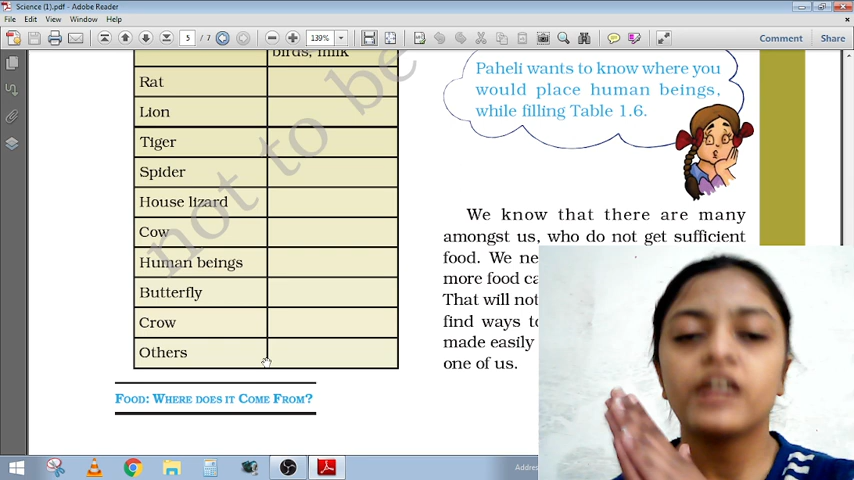 Science (1).pdf - Adobe Reader
File Edit View Window Help
5 / 7
139%
Comment
Share
birds, milk
Rat
Lion
Tiger
Spider
House lizard
Cow
Human beings
Butterfly
Crow
Others
FOOD: WHERE DOES IT COME FROM?
Paheli wants to know where you
would place human beings,
while filling Table 1.6.
We know that there are many
amongst us, who do not get sufficient
food. We
more food
That will not
find ways
made easily
one of us.
not to be